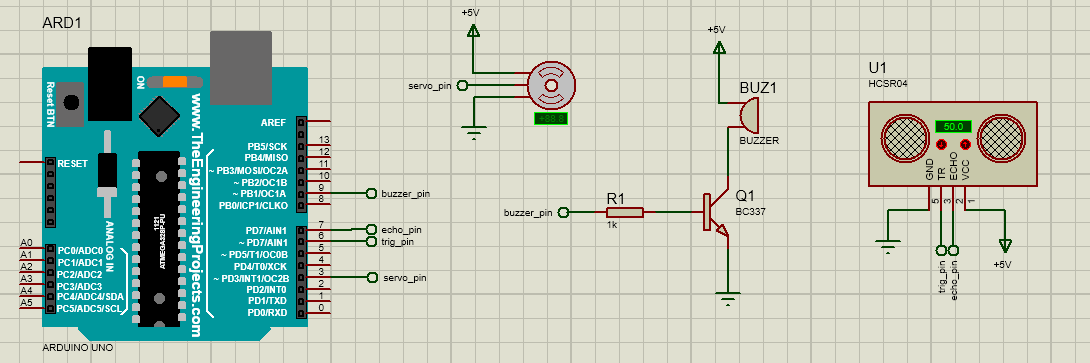 ARD1
ON
Reset BTN
www.TheEngineeringProjects.com
RESET
ANALOG IN
1121
ATMEGA328P-PU
AREF
PB5/SCK 13
PB4/MISO 12
~ PB3/MOSI/OC2A 11
~ PB2/OC1B 10
~ PB1/OC1A 9
PB0/ICP1/CLKO 8
PD7/AIN1 7
~ PD7/AIN1 6
~ PD5/T1/OC0B 5
PD4/T0/XCK 4
~ PD3/INT1/OC2B 3
PD2/INT0 2
PD1/TXD 1
PD0/RXD 0
A0 PC0/ADC0
A1 PC1/ADC1
A2 PC2/ADC2
A3 PC3/ADC3
A4 PC4/ADC4/SDA
A5 PC5/ADC5/SCL
ARDUINO UNO
buzzer_pin
echo_pin
trig_pin
servo_pin
+5V
servo_pin
+5V
BUZ1
BUZZER
buzzer_pin
R1
1k
Q1
BC337
U1
HCSR04
50.0
GND
TR
ECHO
VCC
5
3
2
1
trig_pin
echo_pin
+5V